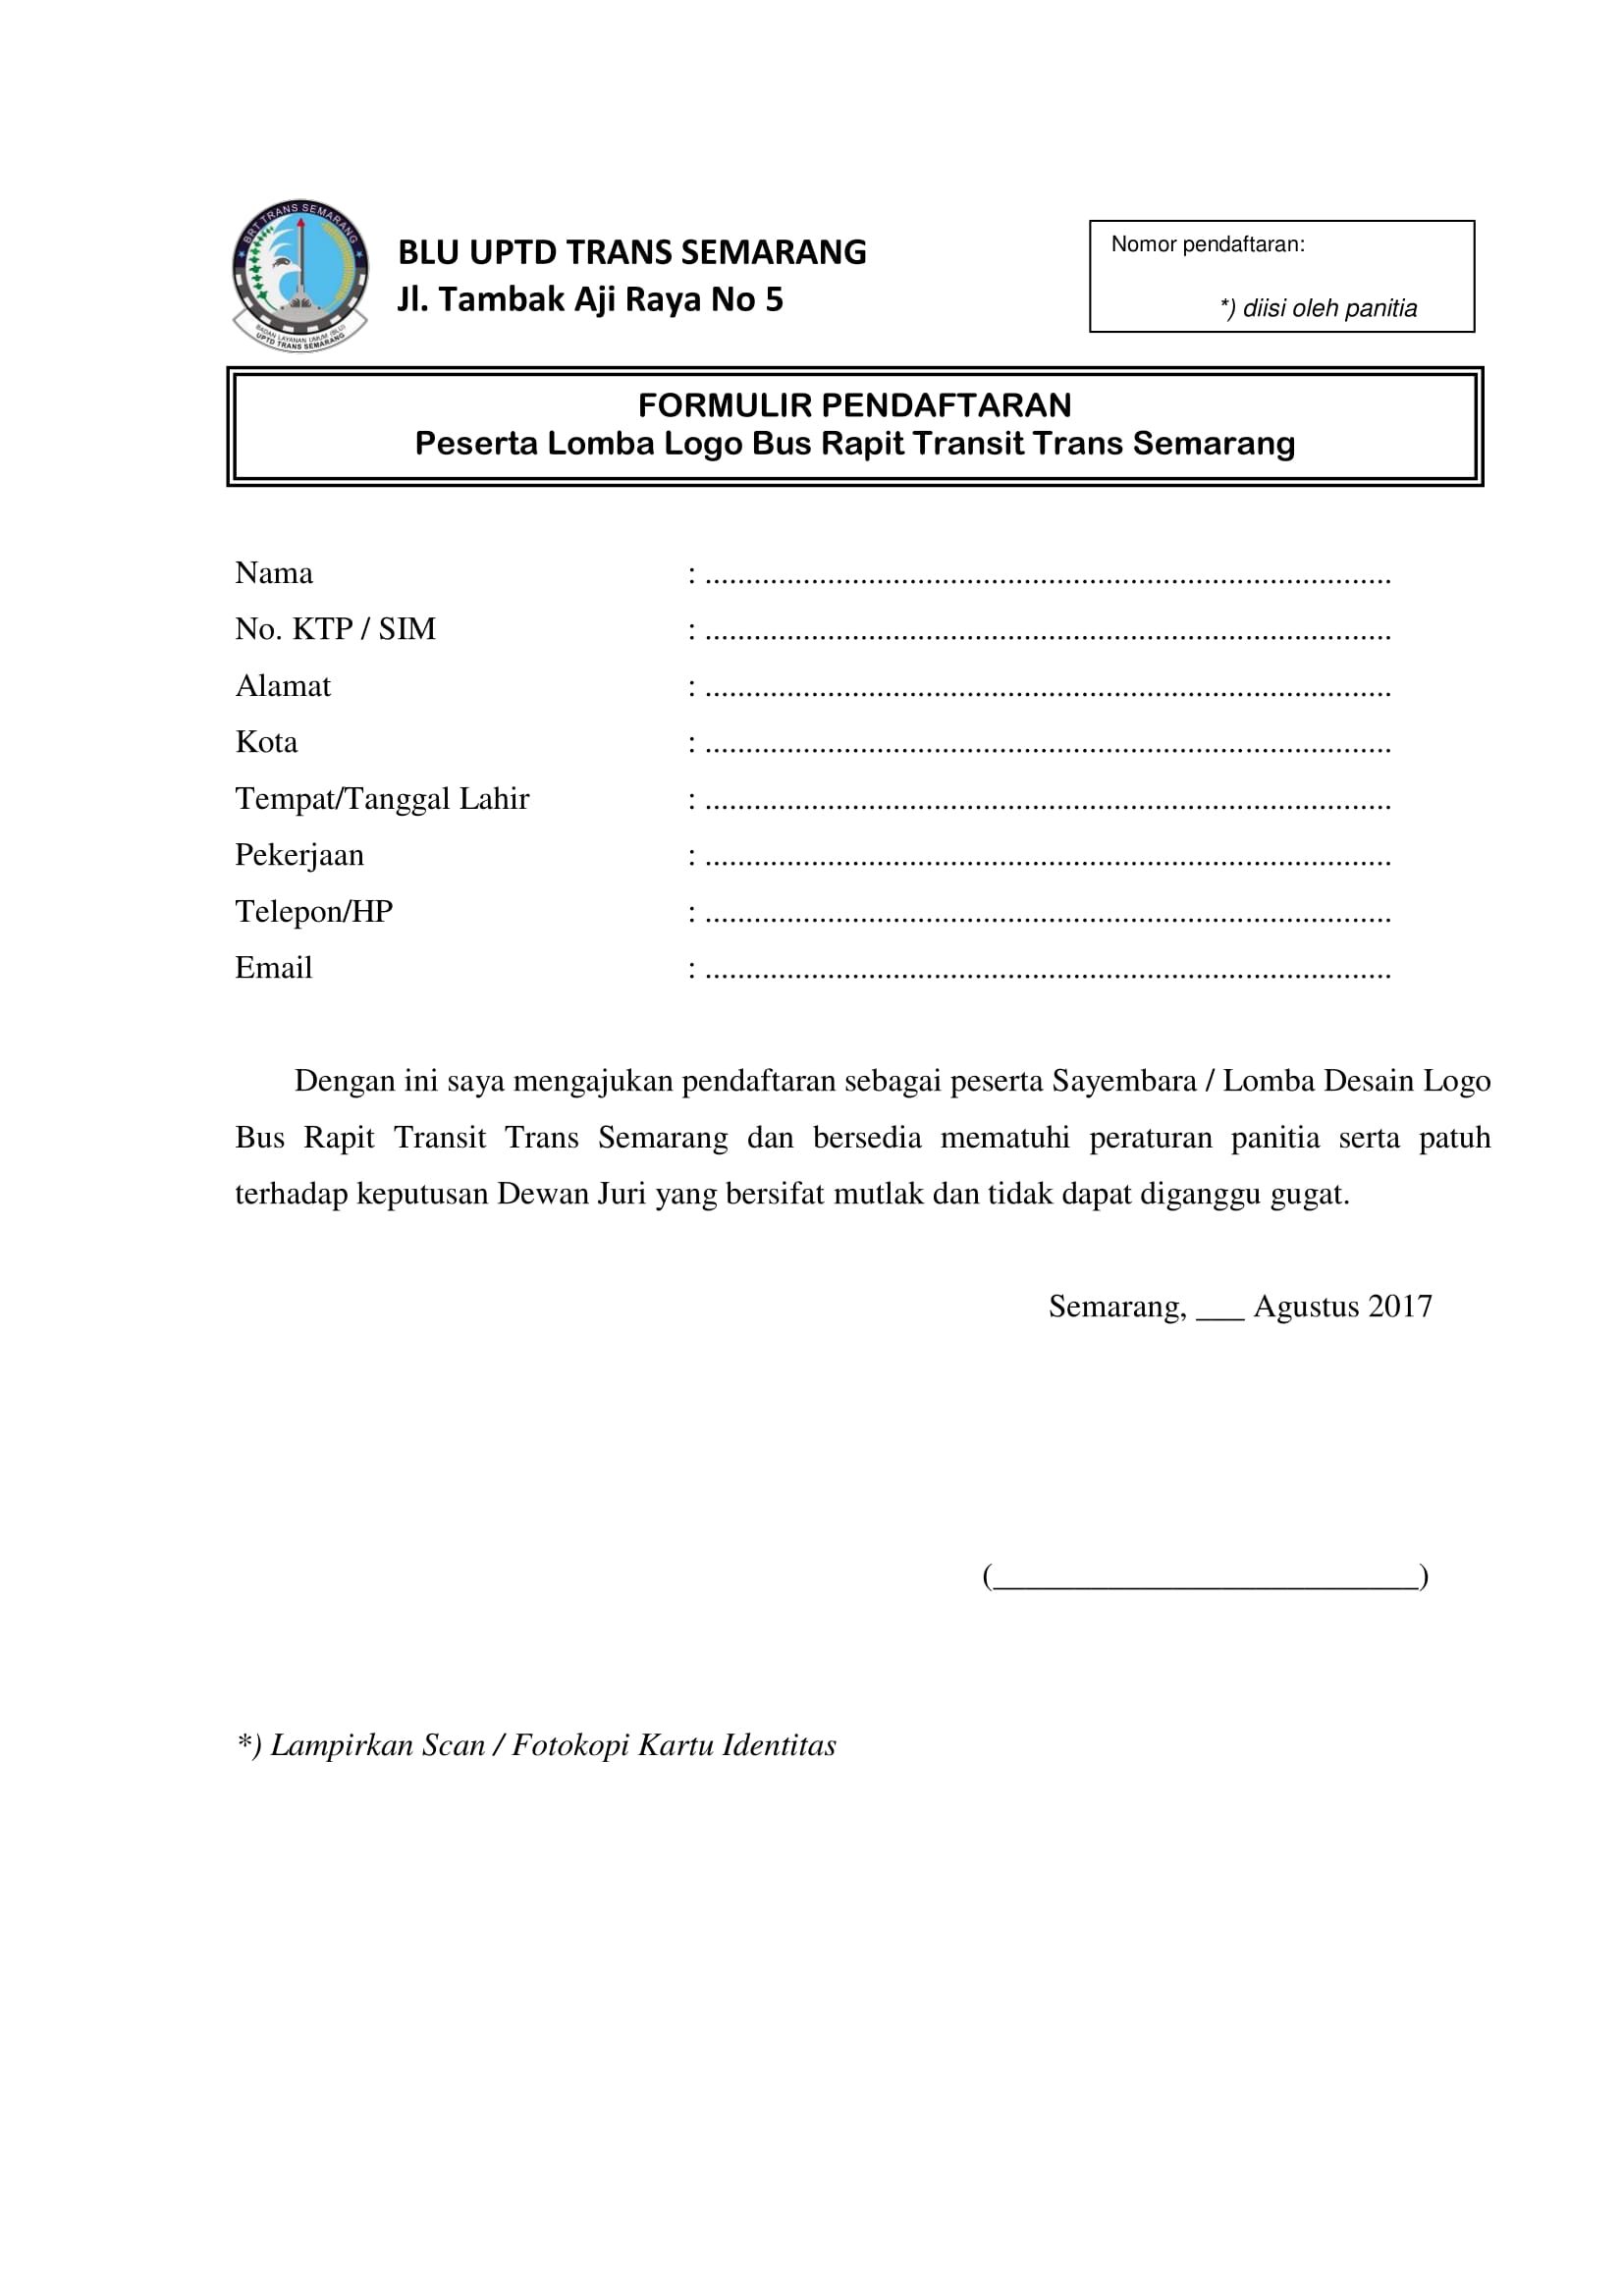 BRT TRANS SEMARANG
BADAN LAYANAN UMUM (BLU)
UPTD TRANS SEMARANG
BLU UPTD TRANS SEMARANG
Jl. Tambak Aji Raya No 5
Nomor pendaftaran:
*) diisi oleh panitia
FORMULIR PENDAFTARAN
Peserta Lomba Logo Bus Rapit Transit Trans Semarang
Nama : ....................................................................................
No. KTP / SIM : ....................................................................................
Alamat : ....................................................................................
Kota : ....................................................................................
Tempat/Tanggal Lahir : ....................................................................................
Pekerjaan : ....................................................................................
Telepon/HP : ....................................................................................
Email : ....................................................................................
Dengan ini saya mengajukan pendaftaran sebagai peserta Sayembara / Lomba Desain Logo
Bus Rapit Transit Trans Semarang dan bersedia mematuhi peraturan panitia serta patuh
terhadap keputusan Dewan Juri yang bersifat mutlak dan tidak dapat diganggu gugat.
Semarang, ___ Agustus 2017
(__________________________)
*) Lampirkan Scan / Fotokopi Kartu Identitas